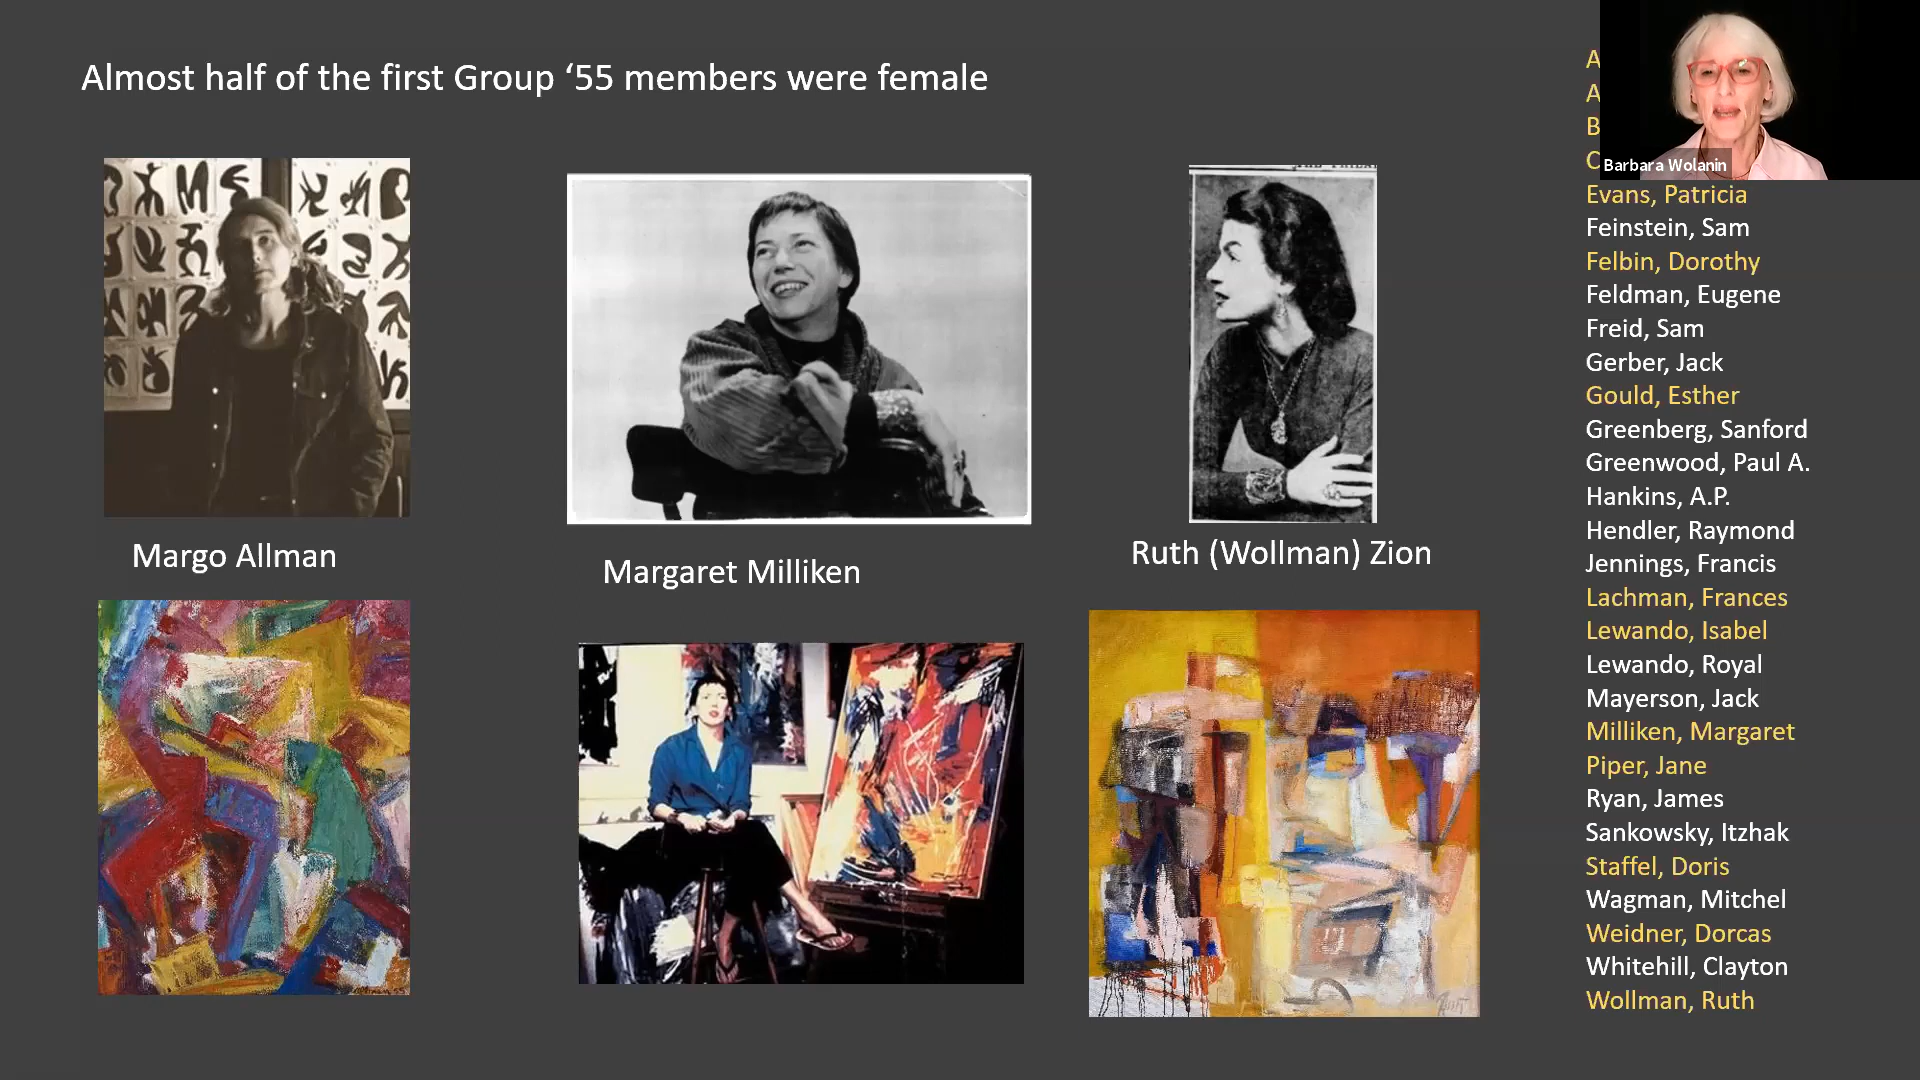 Almost half of the first Group ‘55 members were female
Margo Allman
Margaret Milliken
Ruth (Wollman) Zion
Barbara Wolanin
A
A
B
C
Evans, Patricia
Feinstein, Sam
Felbin, Dorothy
Feldman, Eugene
Freid, Sam
Gerber, Jack
Gould, Esther
Greenberg, Sanford
Greenwood, Paul A.
Hankins, A.P.
Hendler, Raymond
Jennings, Francis
Lachman, Frances
Lewando, Isabel
Lewando, Royal
Mayerson, Jack
Milliken, Margaret
Piper, Jane
Ryan, James
Sankowsky, Itzhak
Staffel, Doris
Wagman, Mitchel
Weidner, Dorcas
Whitehill, Clayton
Wollman, Ruth